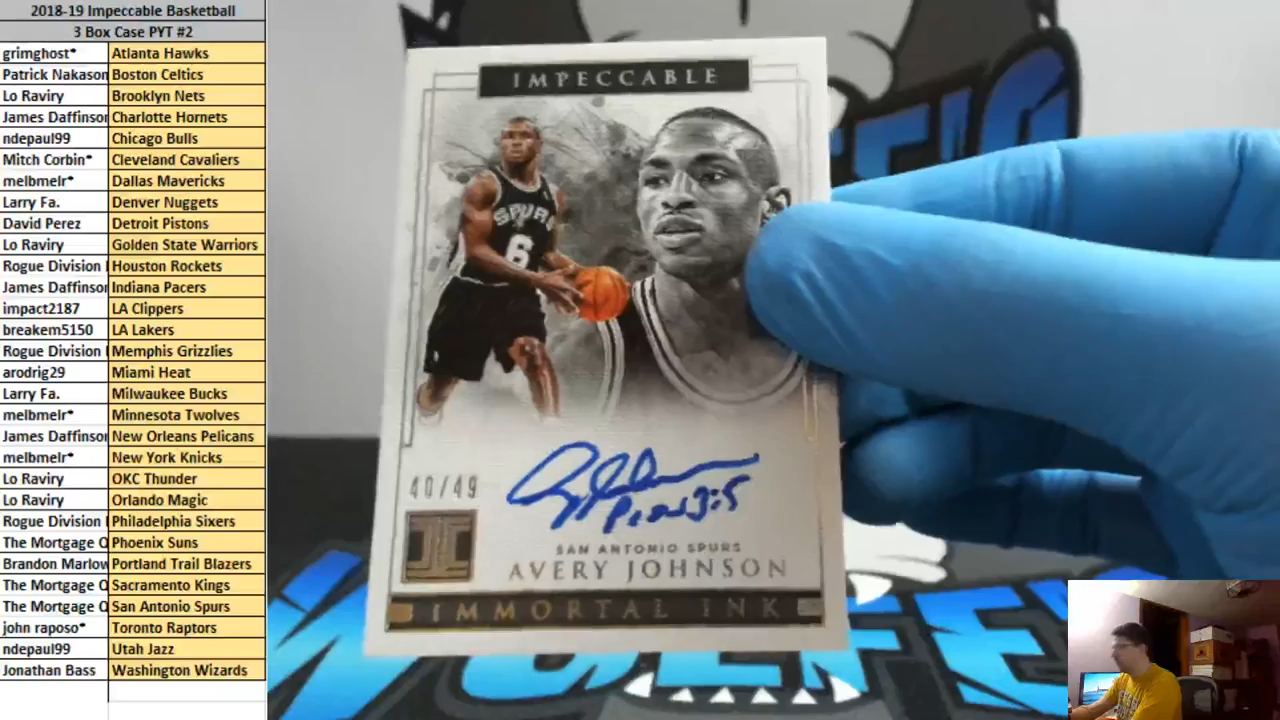 2018-19 Impeccable Basketball
3 Box Case PYT #2
grimghost* Atlanta Hawks
Patrick Nakason Boston Celtics
Lo Raviry Brooklyn Nets
James Daffinson Charlotte Hornets
ndepaul99 Chicago Bulls
Mitch Corbin* Cleveland Cavaliers
melbmelr* Dallas Mavericks
Larry Fa. Denver Nuggets
David Perez Detroit Pistons
Lo Raviry Golden State Warriors
Rogue Division Houston Rockets
James Daffinson Indiana Pacers
impact2187 LA Clippers
breakem5150 LA Lakers
Rogue Division Memphis Grizzlies
arodrig29 Miami Heat
Larry Fa. Milwaukee Bucks
melbmelr* Minnesota Twolves
James Daffinson New Orleans Pelicans
melbmelr* New York Knicks
Lo Raviry OKC Thunder
Lo Raviry Orlando Magic
Rogue Division Philadelphia Sixers
The Mortgage Phoenix Suns
Brandon Marlow Portland Trail Blazers
The Mortgage Sacramento Kings
The Mortgage San Antonio Spurs
john raposo* Toronto Raptors
ndepaul99 Utah Jazz
Jonathan Bass Washington Wizards
IMPECCABLE
SPURS
6
40/49
SAN ANTONIO SPURS
AVERY JOHNSON
IMMORTAL INK